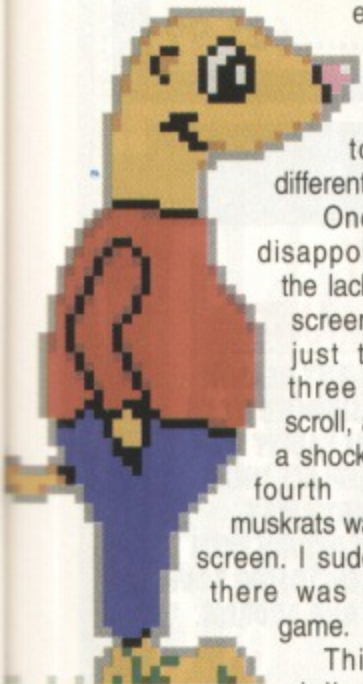 e
to
different
One
disappo
the lack
screen
just t
three
scroll, a
a shock
fourth
muskrats wa
screen. I sudd
there was
game.
Thi